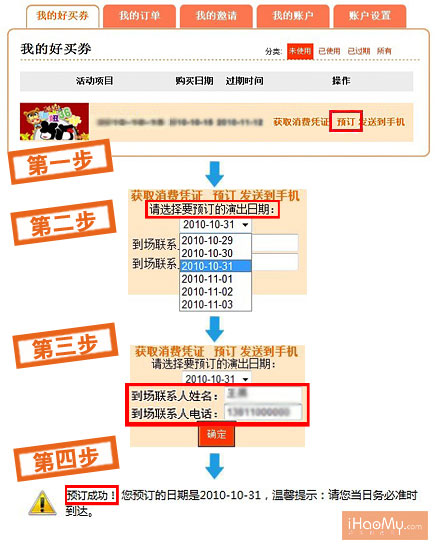 我的好买券 我的订单 我的邀请 我的账户 账户设置
我的好买券 分类: 未使用 已使用 已过期 所有
活动项目 购买日期 过期时间 操作
获取消费凭证 预订 发送到手机
第一步
获取消费凭证 预订 发送到手机
请选择要预订的演出日期：
第二步
2010-10-31
到场联系
2010-10-29
2010-10-30
2010-10-31
到场联系
2010-11-01
2010-11-02
2010-11-03
第三步
获取消费凭证 预订 发送到手机
请选择要预订的演出日期：
2010-10-31
到场联系人姓名：
到场联系人电话：
确定
第四步
预订成功！ 您预订的日期是2010-10-31，温馨提示：请您当日务必准时
到达。
iHaoMy.com